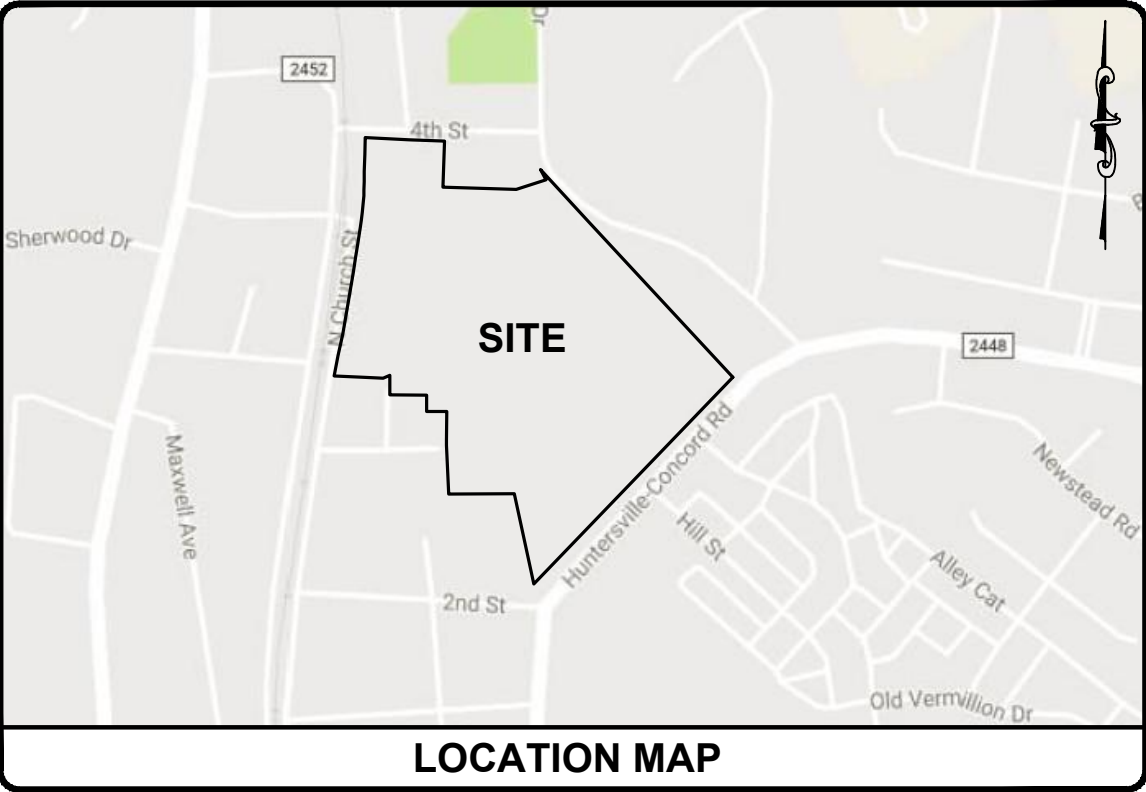 Dr
2452
4th St
Sherwood Dr
N Church St
SITE
2448
Huntersville-Concord Rd
Maxwell Ave
Newstead Rd
Hill St
Alley Cat
2nd St
Old Vermillion Dr
LOCATION MAP